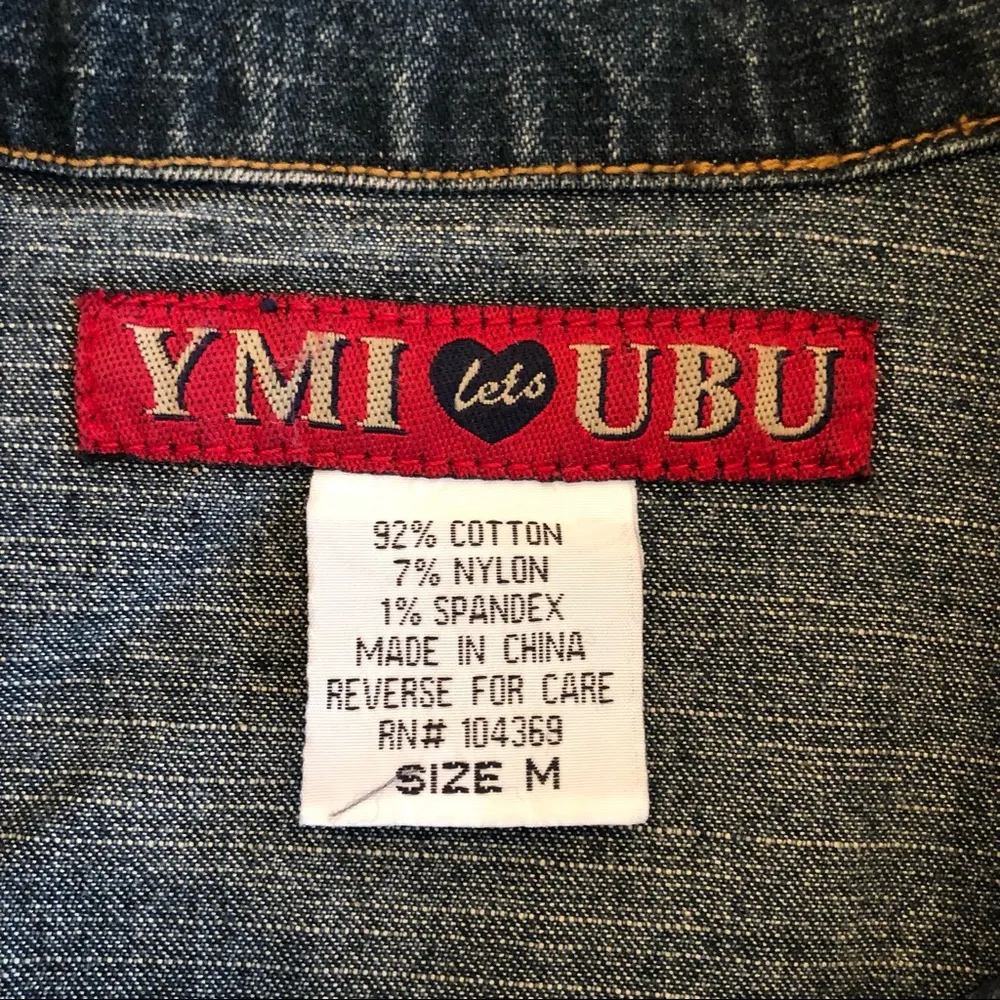 YMI lets UBU
92% COTTON
7% NYLON
1% SPANDEX
MADE IN CHINA
REVERSE FOR CARE
RN# 104369
SIZE M